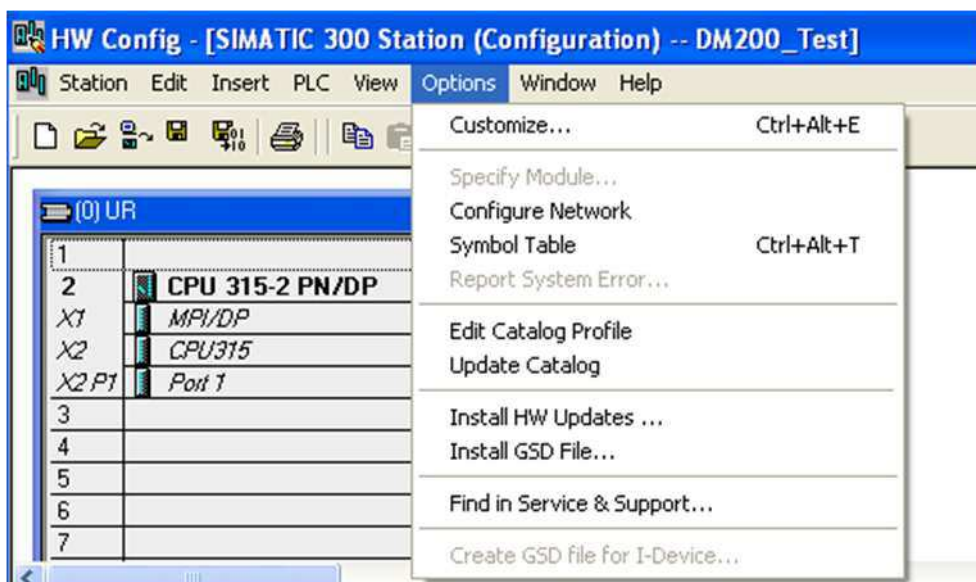 HW Config - [SIMATIC 300 Station (Configuration) -- DM200_Test]
Station Edit Insert PLC View Options Window Help
Customize... Ctrl+Alt+E
Specify Module...
Configure Network
Symbol Table Ctrl+Alt+T
Report System Error...
Edit Catalog Profile
Update Catalog
Install HW Updates ...
Install GSD File...
Find in Service & Support...
Create GSD file for I-Device...
(0) UR
1
2 CPU 315-2 PN/DP
X1 MPI/DP
X2 CPU315
X2 P1 Port 1
3
4
5
6
7